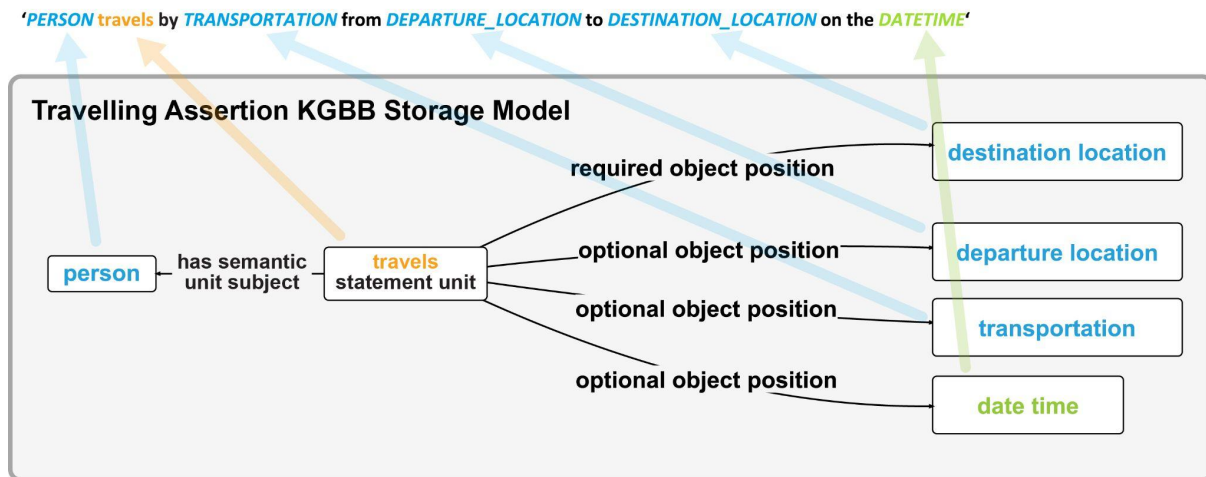 ‘PERSON travels by TRANSPORTATION from DEPARTURE_LOCATION to DESTINATION_LOCATION on the DATETIME‘
Travelling Assertion KGBB Storage Model
destination location
required object position
optional object position
departure location
person
has semantic
unit subject
travels
statement unit
optional object position
transportation
optional object position
date time